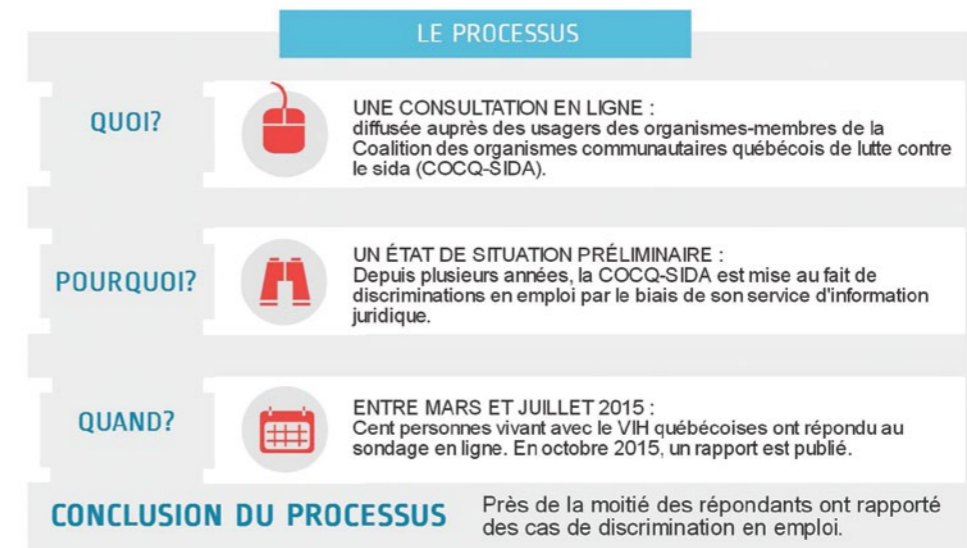 LE PROCESSUS
QUOI?
UNE CONSULTATION EN LIGNE :
diffusée auprès des usagers des organismes-membres de la
Coalition des organismes communautaires québécois de lutte contre
le sida (COCQ-SIDA).
POURQUOI?
UN ÉTAT DE SITUATION PRÉLIMINAIRE :
Depuis plusieurs années, la COCQ-SIDA est mise au fait de
discriminations en emploi par le biais de son service d'information
juridique.
QUAND?
ENTRE MARS ET JUILLET 2015 :
Cent personnes vivant avec le VIH québécoises ont répondu au
sondage en ligne. En octobre 2015, un rapport est publié.
CONCLUSION DU PROCESSUS
Près de la moitié des répondants ont rapporté
des cas de discrimination en emploi.